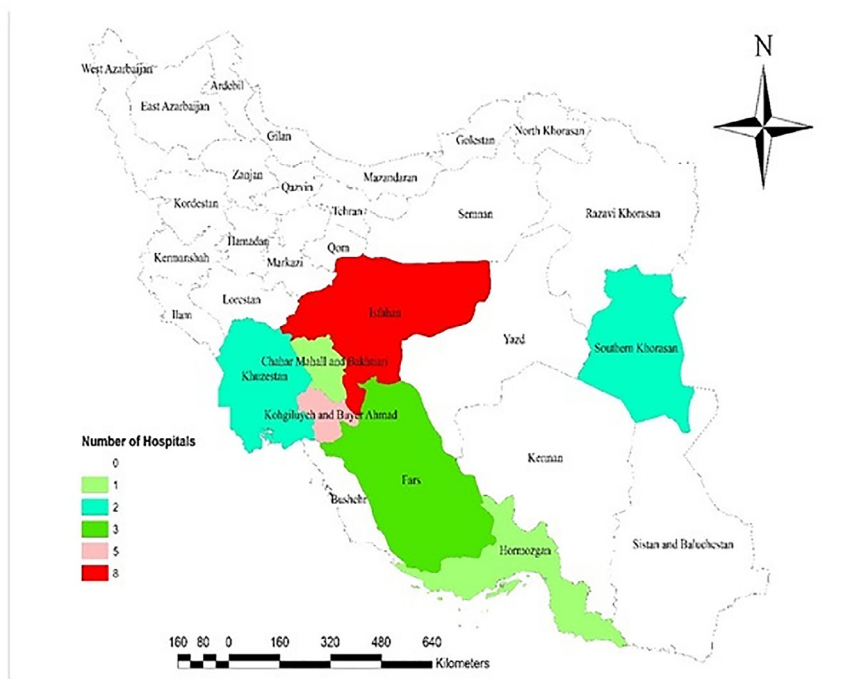 N
West Azarbaijan
Ardebil
East Azarbaijan
Gilan
Golestan
North Khorasan
Zanjan
Qazvin
Mazandaran
Kordestan
Tehran
Semnan
Razavi Khorasan
Hamadan
Qom
Kermanshah
Markazi
Lorestan
Ilam
Isfahan
Yazd
Southern Khorasan
Chahar Mahall and Bakhtiari
Khuzestan
Kohgiluyeh and Bayer Ahmad
Number of Hospitals
0
1
2
3
5
8
Kerman
Fars
Bushehr
Hormozgan
Sistan and Baluchestan
160 80 0 160 320 480 640
Kilometers